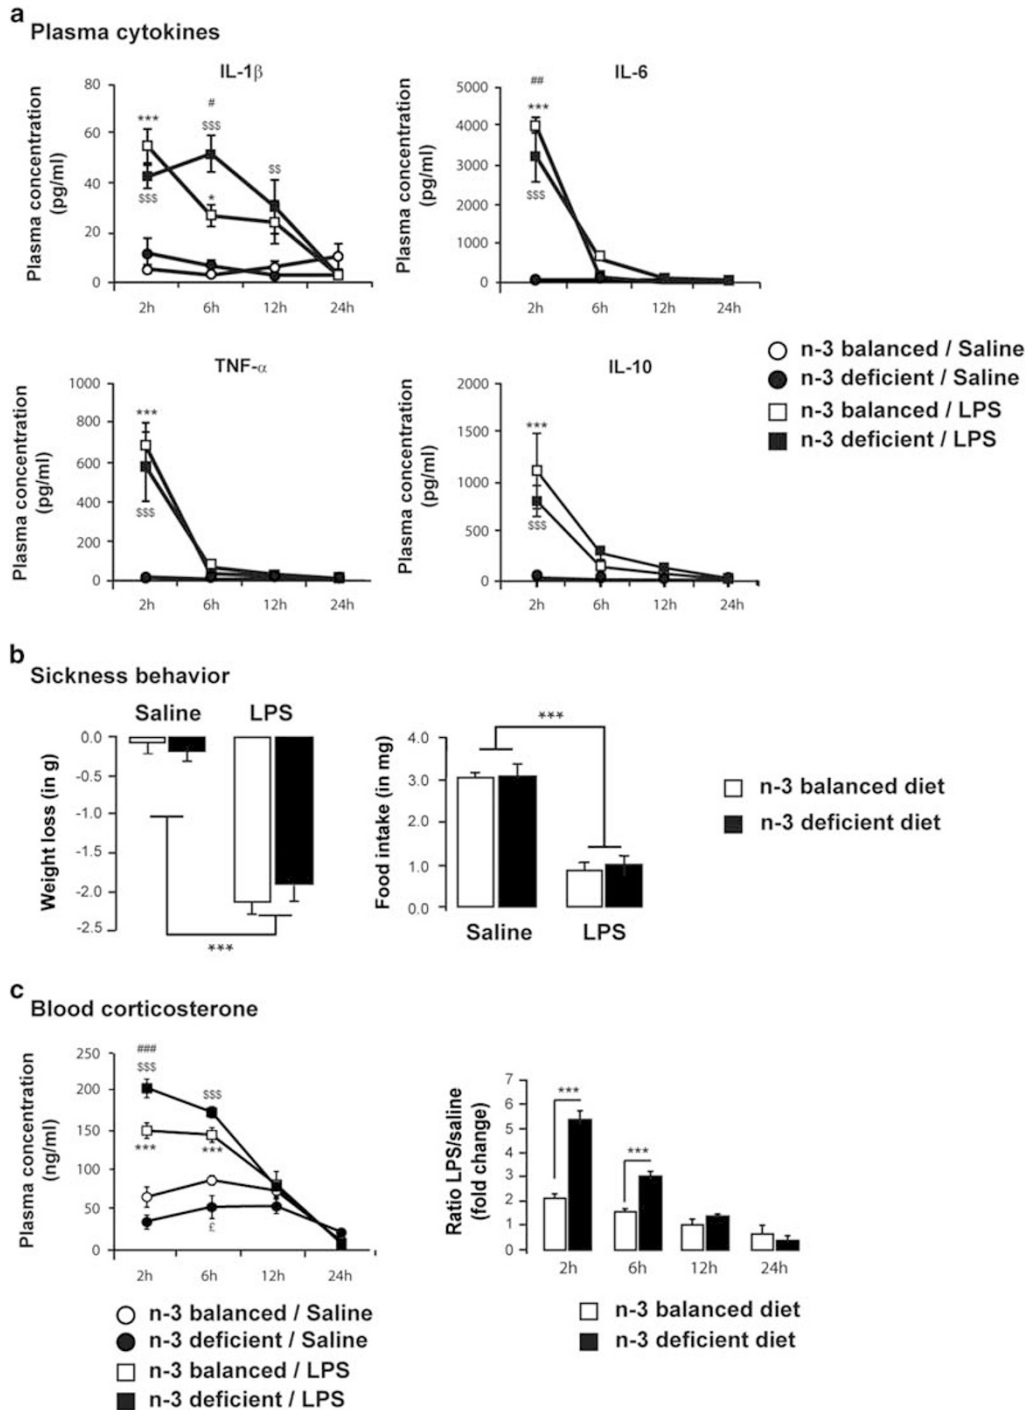 a
Plasma cytokines
IL-1β
Plasma concentration
(pg/ml)
80
60
40
20
0
***
$$$
#
$$$
*
$$
2h 6h 12h 24h
IL-6
Plasma concentration
(pg/ml)
5000
4000
3000
2000
1000
0
##
***
$$$
2h 6h 12h 24h
TNF-α
Plasma concentration
(pg/ml)
1000
800
600
400
200
0
***
$$$
2h 6h 12h 24h
IL-10
Plasma concentration
(pg/ml)
2000
1500
1000
500
0
***
$$$
2h 6h 12h 24h
n-3 balanced / Saline
n-3 deficient / Saline
n-3 balanced / LPS
n-3 deficient / LPS
b
Sickness behavior
Saline LPS
Weight loss (in g)
0.0
-0.5
-1.0
-1.5
-2.0
-2.5
***
Food intake (in mg)
4.0
3.0
2.0
1.0
0.0
***
Saline LPS
n-3 balanced diet
n-3 deficient diet
c
Blood corticosterone
Plasma concentration
(ng/ml)
250
200
150
100
50
0
###
$$$
***
$$$
***
£
2h 6h 12h 24h
n-3 balanced / Saline
n-3 deficient / Saline
n-3 balanced / LPS
n-3 deficient / LPS
Ratio LPS/saline
(fold change)
7
6
5
4
3
2
1
0
***
***
2h 6h 12h 24h
n-3 balanced diet
n-3 deficient diet